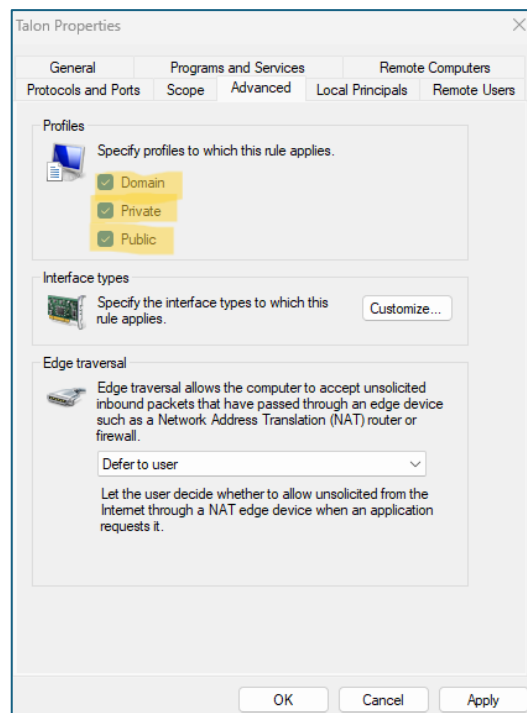 Talon Properties
General Programs and Services Remote Computers
Protocols and Ports Scope Advanced Local Principals Remote Users
Profiles
Specify profiles to which this rule applies.
Domain
Private
Public
Interface types
Specify the interface types to which this
rule applies.
Customize...
Edge traversal
Edge traversal allows the computer to accept unsolicited
inbound packets that have passed through an edge device
such as a Network Address Translation (NAT) router or
firewall.
Defer to user
Let the user decide whether to allow unsolicited from the
Internet through a NAT edge device when an application
requests it.
OK Cancel Apply